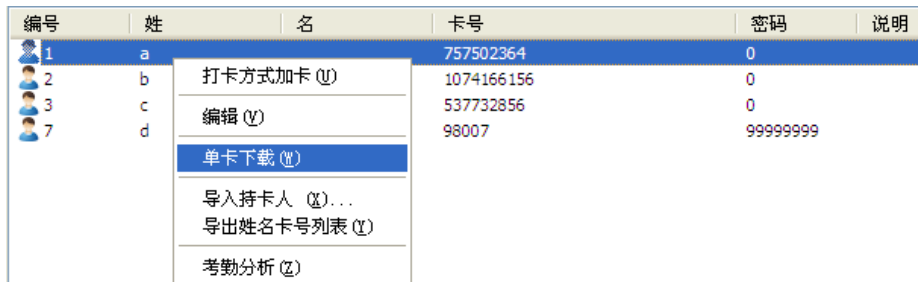 编号 姓 名 卡号 密码 说明
1 a 757502364 0
2 b 1074166156 0
3 c 537732856 0
7 d 98007 99999999
打卡方式加卡(U)
编辑(V)
单卡下载(W)
导入持卡人 (X)...
导出姓名卡号列表(Y)
考勤分析(Z)